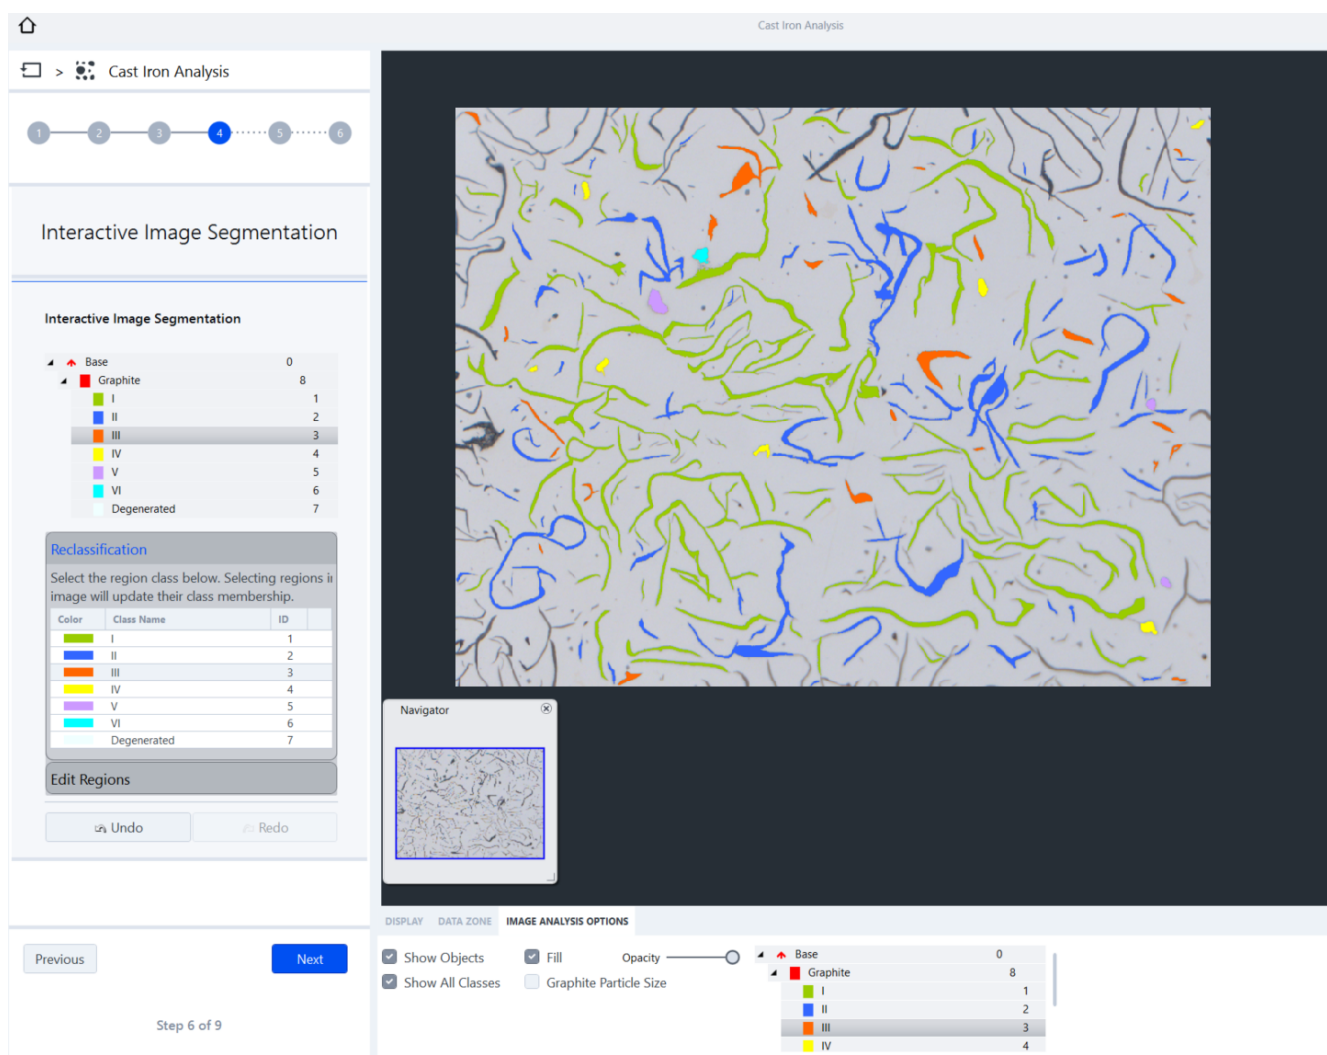 Cast Iron Analysis
> Cast Iron Analysis
1 2 3 4 5 6
Interactive Image Segmentation
Interactive Image Segmentation
Base 0
Graphite 8
I 1
II 2
III 3
IV 4
V 5
VI 6
Degenerated 7
Reclassification
Select the region class below. Selecting regions i
image will update their class membership.
Color Class Name ID
I 1
II 2
III 3
IV 4
V 5
VI 6
Degenerated 7
Edit Regions
Undo Redo
Previous Next
Step 6 of 9
Navigator
DISPLAY DATA ZONE IMAGE ANALYSIS OPTIONS
Show Objects Fill Opacity
Show All Classes Graphite Particle Size
Base 0
Graphite 8
I 1
II 2
III 3
IV 4